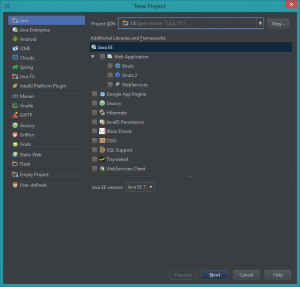 New Project
Java
Java Enterprise
Android
J2ME
Clouds
Spring
Java FX
IntelliJ Platform Plugin
Maven
Gradle
GWTP
Groovy
Griffon
Grails
Static Web
Flash
Empty Project
User-defined
Project SDK:
1.8 (java version "1.8.0_11")
New...
Additional Libraries and Frameworks:
Java EE
Web Application
Struts
Struts 2
WebServices
Google App Engine
Groovy
Hibernate
JavaEE Persistence
JBoss Drools
OSGi
SQL Support
Thymeleaf
WebServices Client
Java EE version:
Java EE 7
Previous
Next
Cancel
Help